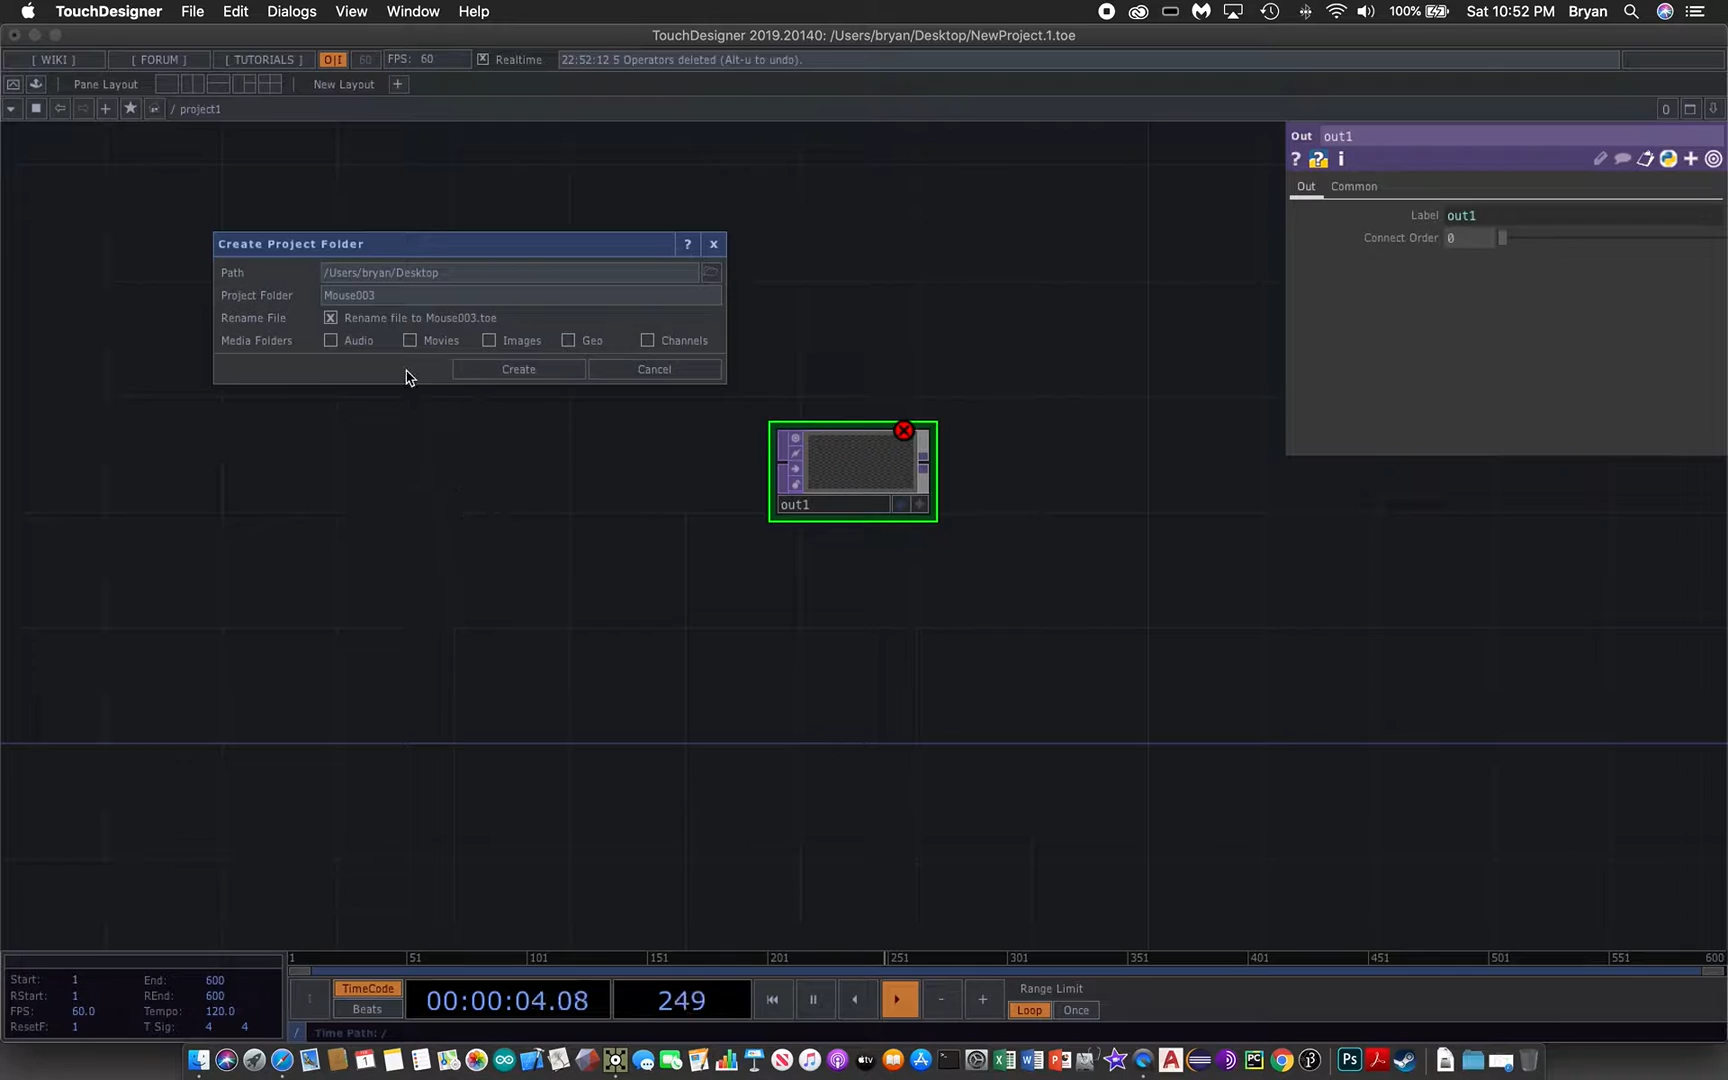 TouchDesigner File Edit Dialogs View Window Help 100% Sat 10:52 PM Bryan
TouchDesigner 2019.20140: /Users/bryan/Desktop/NewProject.1.toe
[ WIKI ] [ FORUM ] [ TUTORIALS ] O|I 60 FPS: 60 X Realtime 22:52:12 5 Operators deleted (Alt-u to undo).
Pane Layout New Layout +
/ project1 0
Out out1
? ? i
Out Common
Label out1
Connect Order 0
Create Project Folder ? x
Path /Users/bryan/Desktop
Project Folder Mouse003
Rename File X Rename file to Mouse003.toe
Media Folders Audio Movies Images Geo Channels
Create Cancel
out1
1 51 101 151 201 251 301 351 401 451 501 551 600
Start: 1 End: 600
RStart: 1 REnd: 600
FPS: 60.0 Tempo: 120.0
ResetF: 1 T Sig: 4 4
TimeCode
Beats
00:00:04.08 249
- +
Range Limit
Loop Once
/ Time Path: /